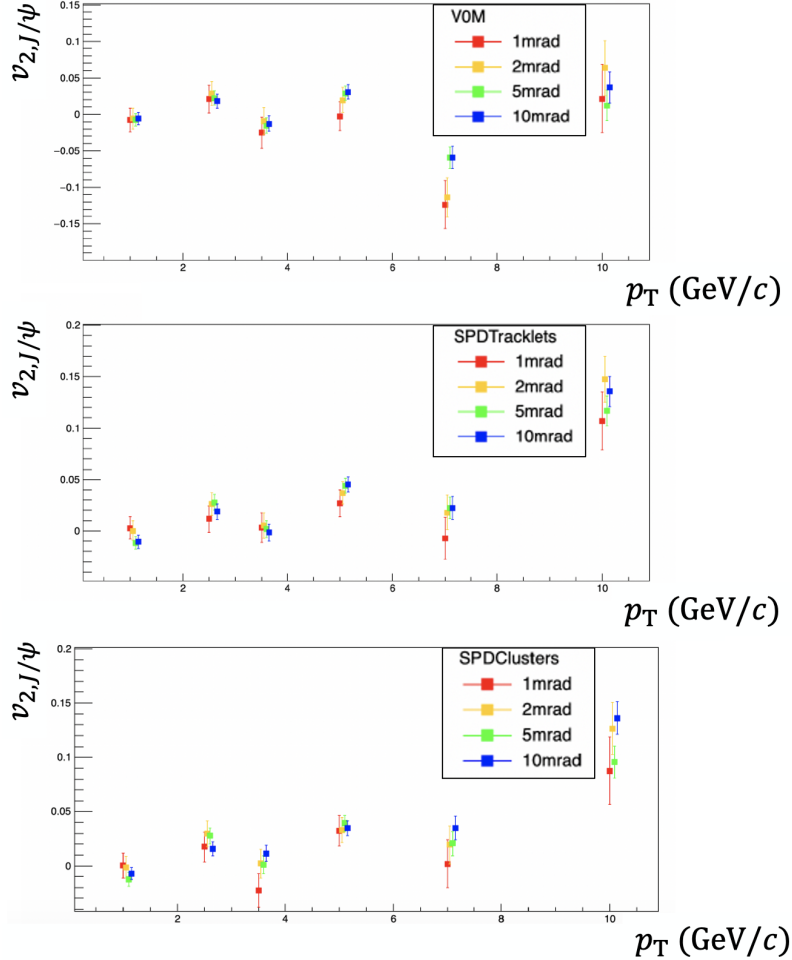 v2,J/ψ
0.15
0.1
0.05
0
−0.05
−0.1
−0.15
V0M
1mrad
2mrad
5mrad
10mrad
2 4 6 8 10
pT (GeV/c)
v2,J/ψ
0.2
0.15
0.1
0.05
0
SPDTracklets
1mrad
2mrad
5mrad
10mrad
2 4 6 8 10
pT (GeV/c)
v2,J/ψ
0.2
0.15
0.1
0.05
0
SPDClusters
1mrad
2mrad
5mrad
10mrad
2 4 6 8 10
pT (GeV/c)